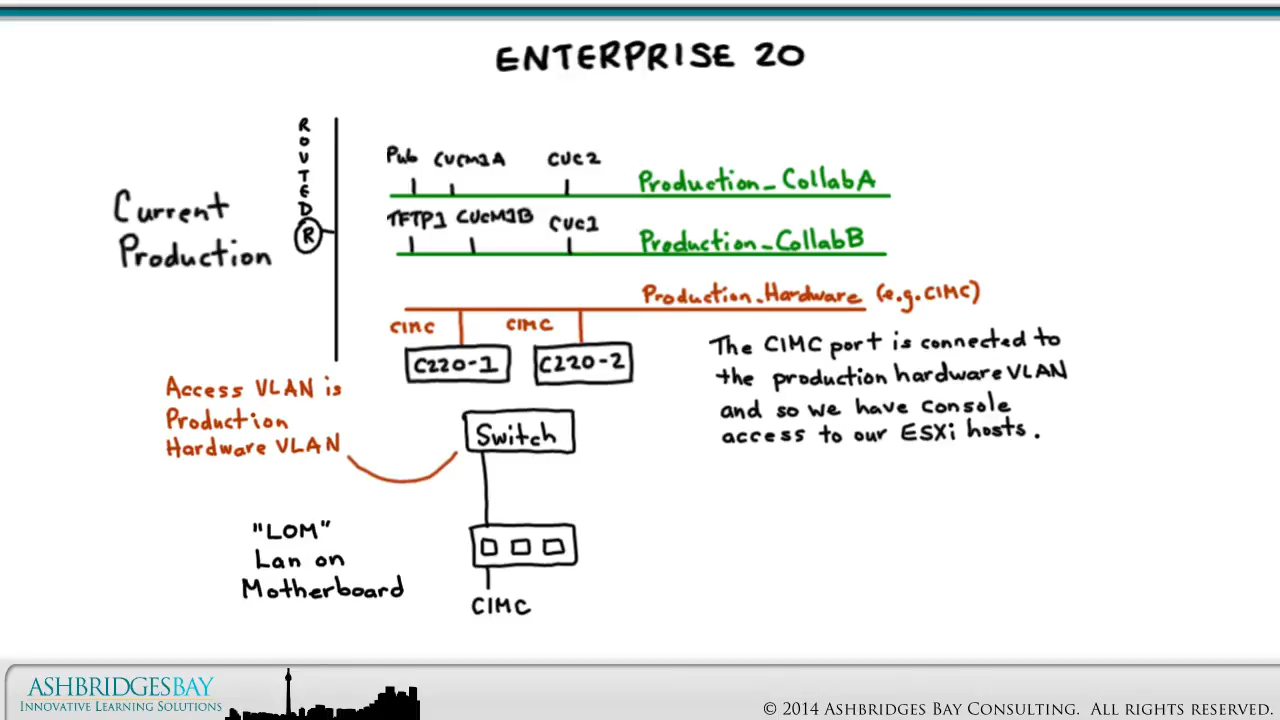 ENTERPRISE 20
ROUTED
R
Current
Production
Pub CUCM1A CUC2
Production_CollabA
TFTP1 CUCM1B CUC1
Production_CollabB
Production_Hardware (e.g. CIMC)
CIMC CIMC
C220-1 C220-2
The CIMC port is connected to
the production hardware VLAN
and so we have console
access to our ESXi hosts.
Access VLAN is
Production
Hardware VLAN
Switch
"LOM"
Lan on
Motherboard
CIMC
ASHBRIDGESBAY
INNOVATIVE LEARNING SOLUTIONS
© 2014 ASHBRIDGES BAY CONSULTING. ALL RIGHTS RESERVED.